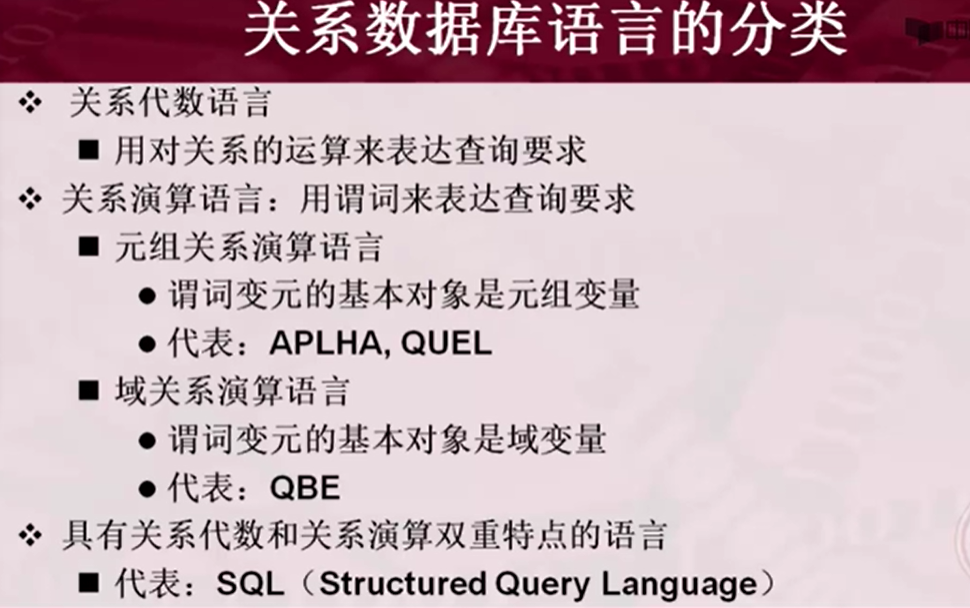 关系数据库语言的分类
❖ 关系代数语言
■ 用对关系的运算来表达查询要求
❖ 关系演算语言：用谓词来表达查询要求
■ 元组关系演算语言
● 谓词变元的基本对象是元组变量
● 代表：APLHA, QUEL
■ 域关系演算语言
● 谓词变元的基本对象是域变量
● 代表：QBE
❖ 具有关系代数和关系演算双重特点的语言
■ 代表：SQL（Structured Query Language）